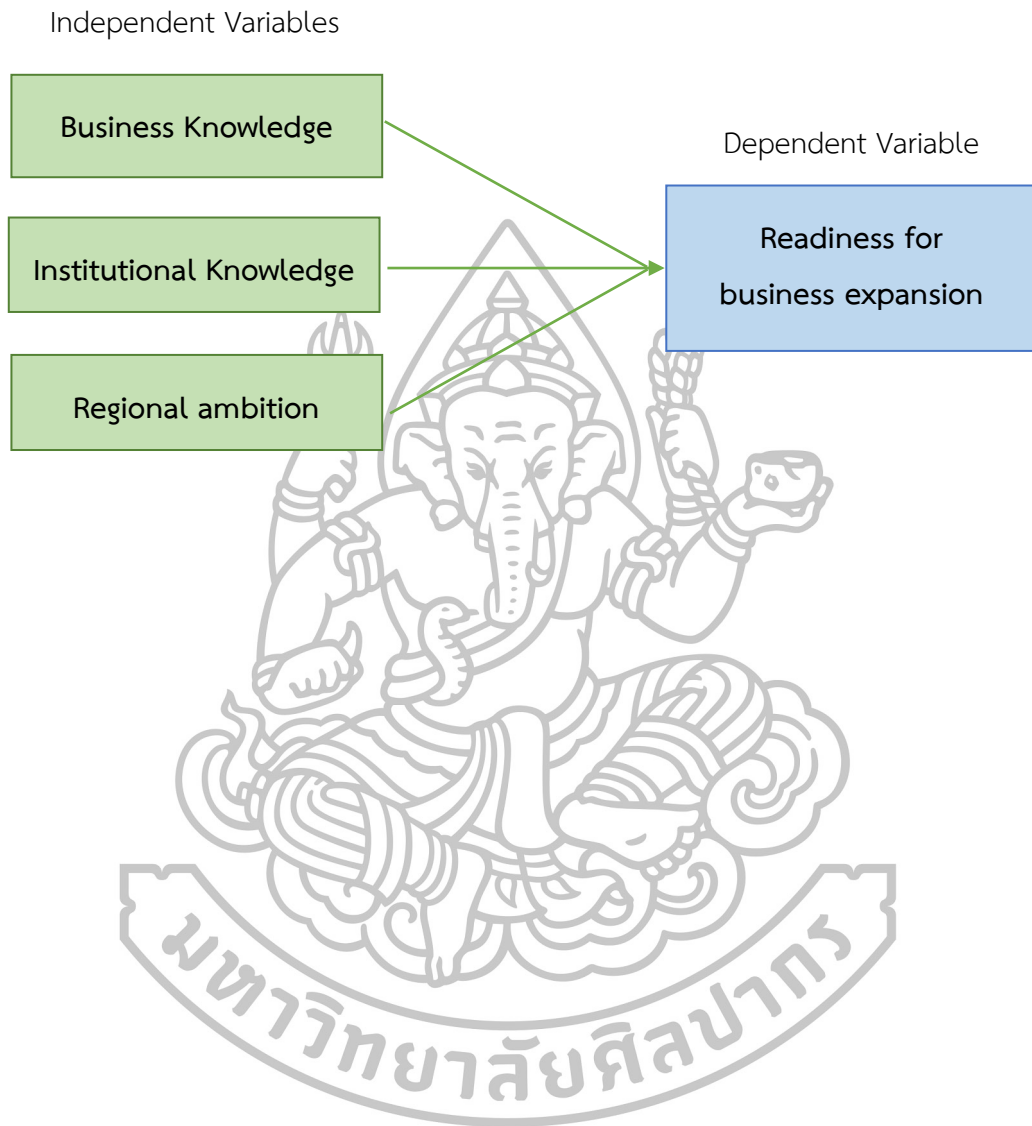 Independent Variables
Business Knowledge
Dependent Variable
Readiness for
business expansion
Institutional Knowledge
Regional ambition
มหาวิทยาลัยศิลปากร